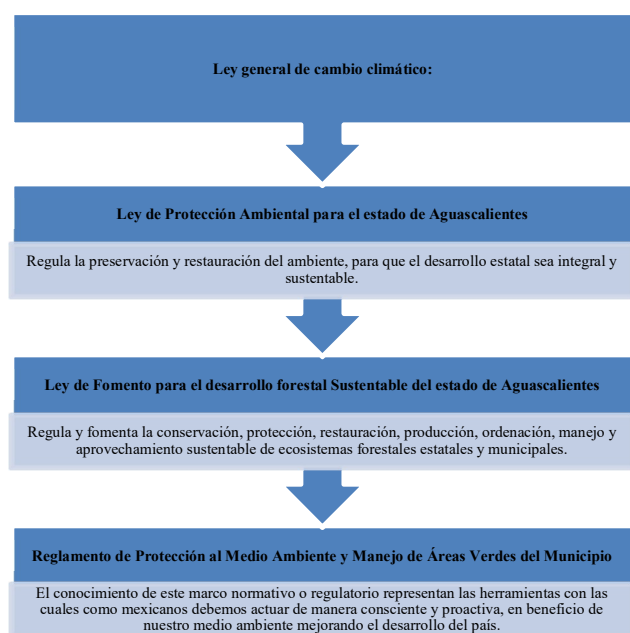 Ley general de cambio climático:
Ley de Protección Ambiental para el estado de Aguascalientes
Regula la preservación y restauración del ambiente, para que el desarrollo estatal sea integral y
sustentable.
Ley de Fomento para el desarrollo forestal Sustentable del estado de Aguascalientes
Regula y fomenta la conservación, protección, restauración, producción, ordenación, manejo y
aprovechamiento sustentable de ecosistemas forestales estatales y municipales.
Reglamento de Protección al Medio Ambiente y Manejo de Áreas Verdes del Municipio
El conocimiento de este marco normativo o regulatorio representan las herramientas con las
cuales como mexicanos debemos actuar de manera consciente y proactiva, en beneficio de
nuestro medio ambiente mejorando el desarrollo del país.